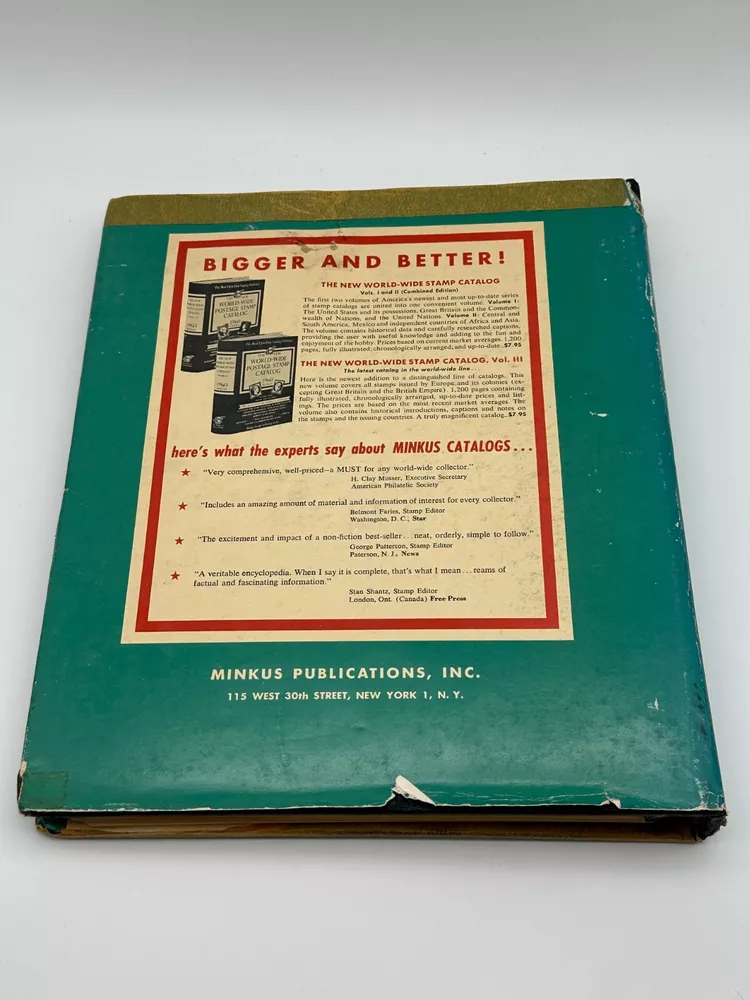 BIGGER AND BETTER!
THE NEW WORLD-WIDE STAMP CATALOG
Vols. I and II (Combined Edition)
The first two volumes of America's newest and most up-to-date series
of stamp catalogs are united into one convenient volume. Volume I:
The United States and its possessions, Great Britain and the Common-
wealth of Nations, and the United Nations. Volume II: Central and
South America, Mexico and independent countries of Africa and Asia.
The volume contains historical data and carefully researched captions,
providing the user with useful knowledge and adding to the fun and
enjoyment of the hobby. Prices based on current market averages. 1,200
pages, fully illustrated, chronologically arranged, and up-to-date..$7.95
THE NEW WORLD-WIDE STAMP CATALOG, Vol. III
The latest catalog in the world-wide line...
Here is the newest addition to a distinguished line of catalogs. This
new volume covers all stamps issued by Europe and its colonies (ex-
cepting Great Britain and the British Empire). 1,200 pages containing
fully illustrated, chronologically arranged, up-to-date prices and list-
ings. The prices are based on the most recent market averages. The
volume also contains historical introductions, captions and notes on
the stamps and the issuing countries. A truly magnificent catalog..$7.95
WORLD-WIDE
POSTAGE STAMP
CATALOG
1960
WORLD-WIDE
POSTAGE STAMP
CATALOG
here's what the experts say about MINKUS CATALOGS...
"Very comprehensive, well-priced—a MUST for any world-wide collector."
H. Clay Musser, Executive Secretary
American Philatelic Society
"Includes an amazing amount of material and information of interest for every collector."
Belmont Faries, Stamp Editor
Washington, D. C., Star
"The excitement and impact of a non-fiction best-seller...neat, orderly, simple to follow."
George Patterson, Stamp Editor
Paterson, N. J., News
"A veritable encyclopedia. When I say it is complete, that's what I mean...reams of
factual and fascinating information."
Stan Shantz, Stamp Editor
London, Ont. (Canada) Free Press
MINKUS PUBLICATIONS, INC.
115 WEST 30th STREET, NEW YORK 1, N. Y.